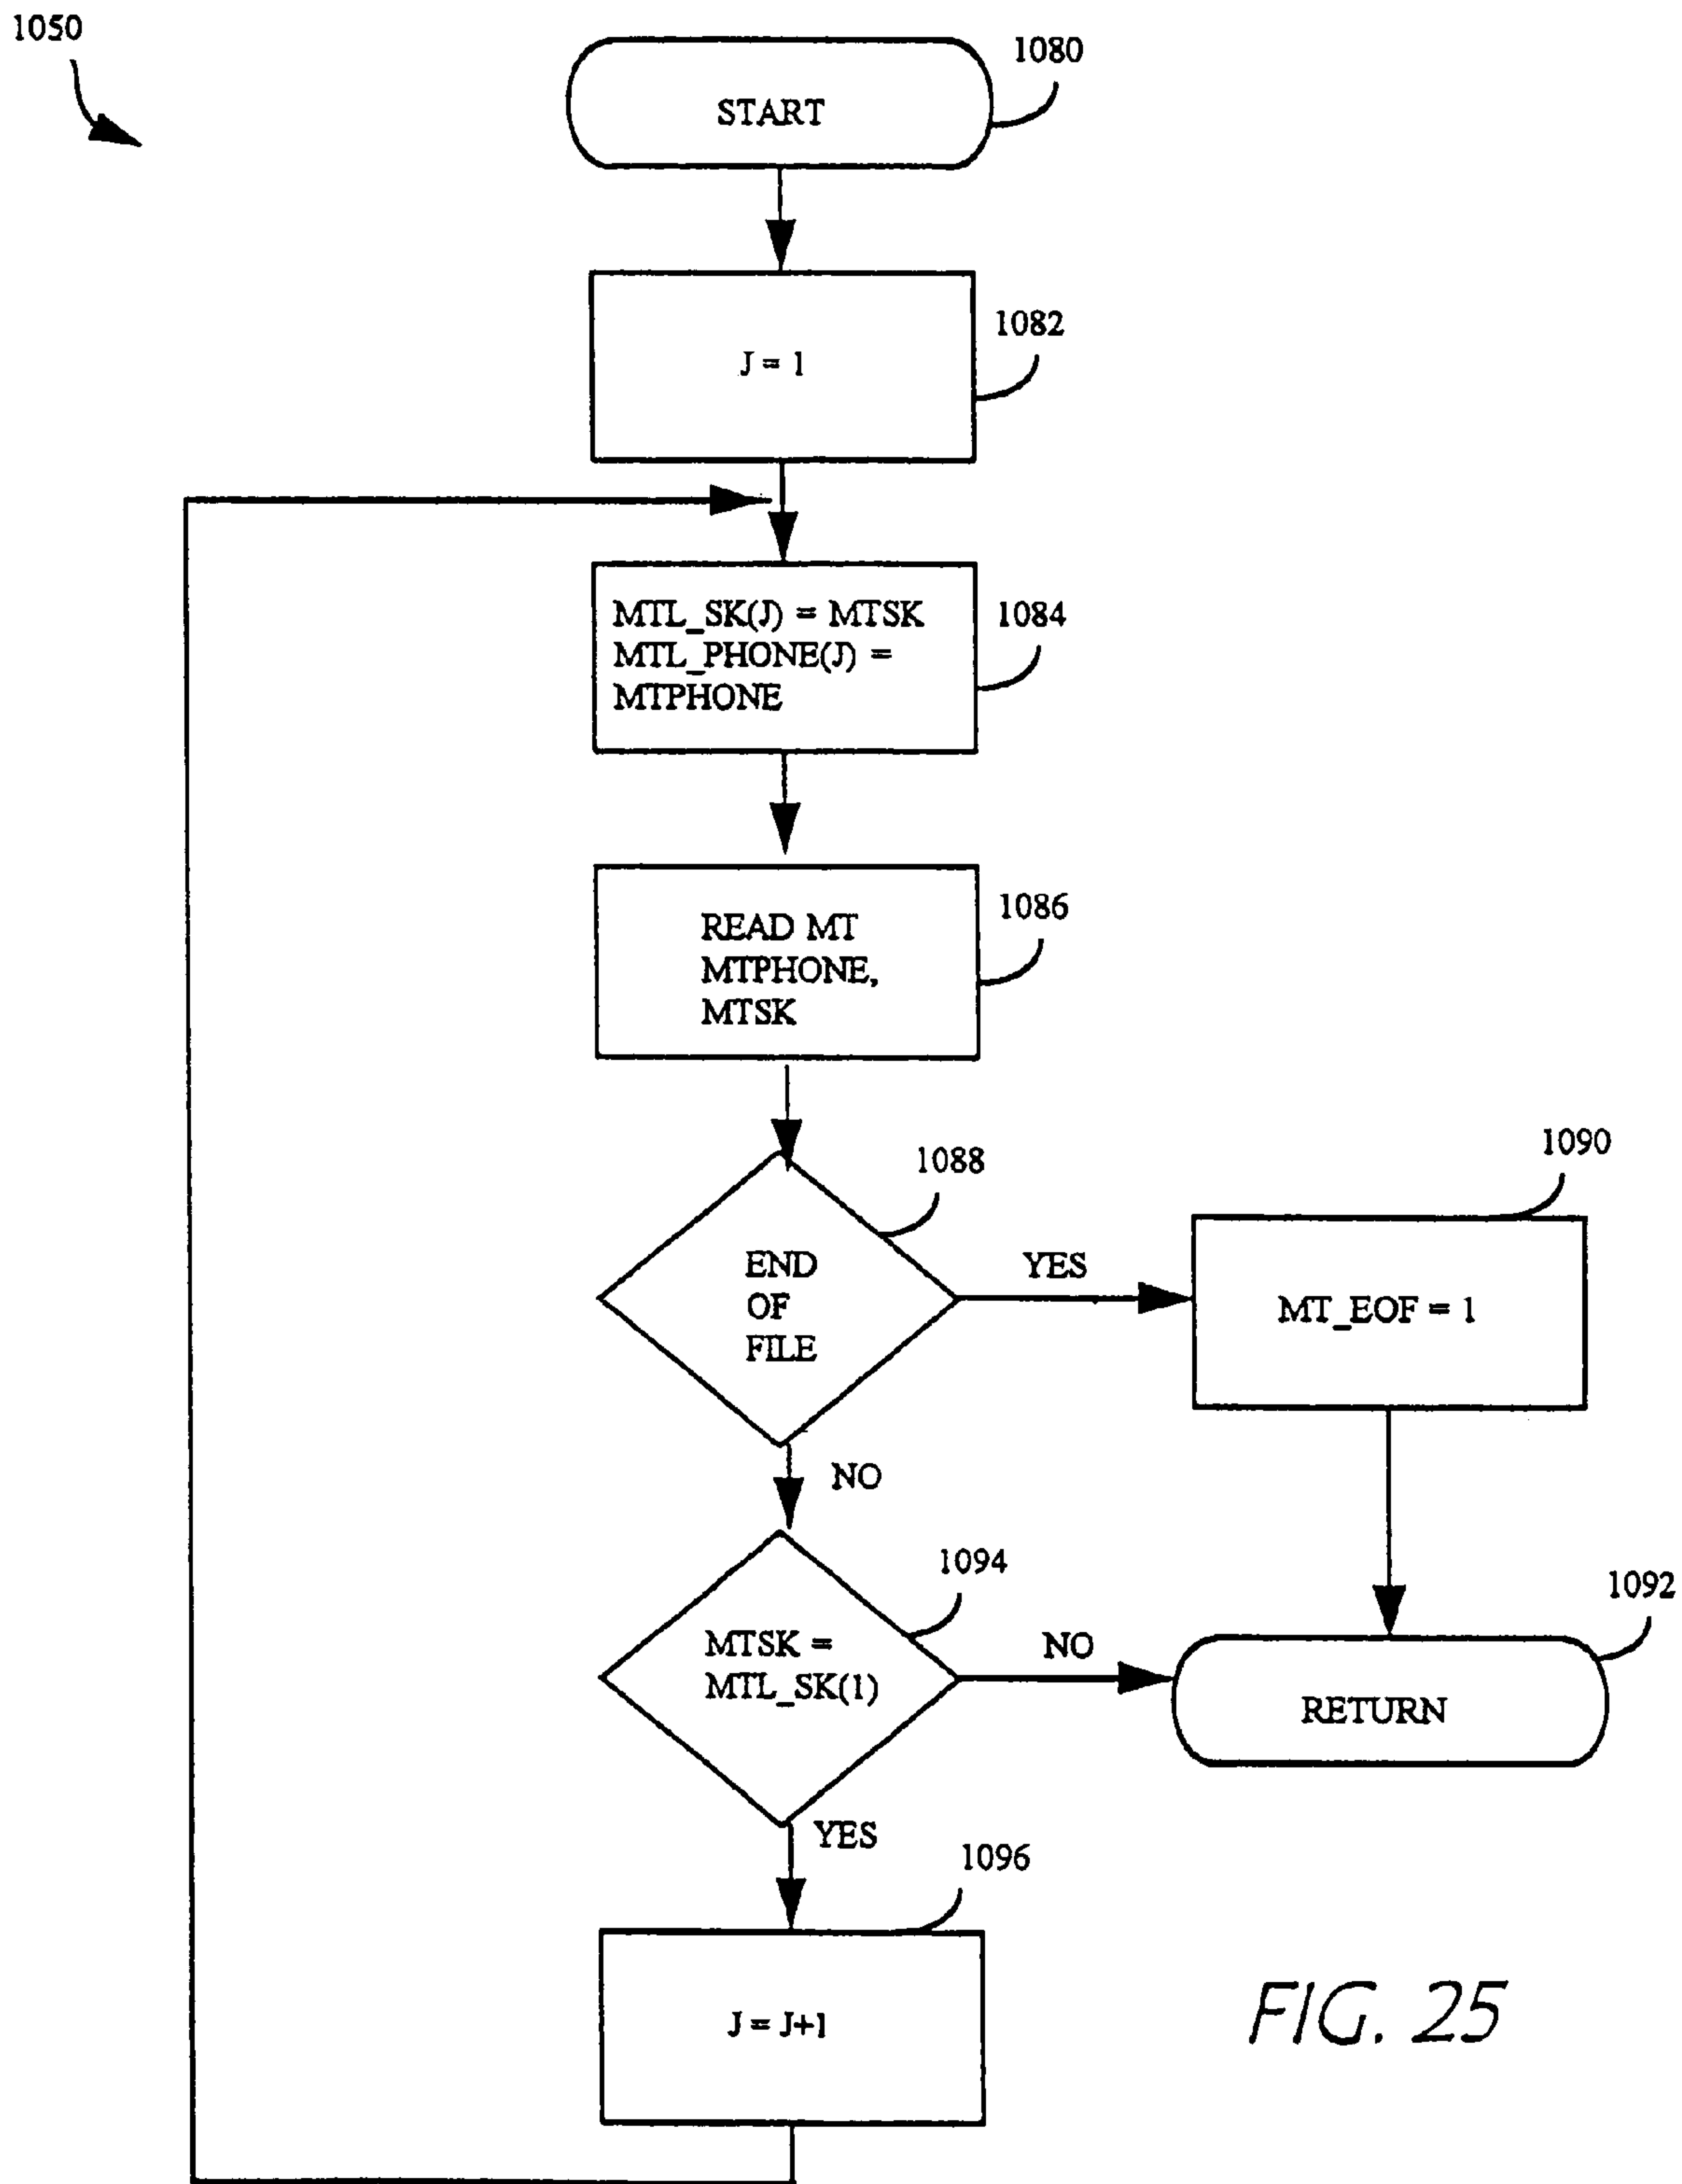 1050
1080
START
1082
J = 1
1084
MTL_SK(J) = MTSK
MTL_PHONE(J) =
MTPHONE
1086
READ MT
MTPHONE,
MTSK
1088
END
OF
FILE
YES
1090
MT_EOF = 1
NO
1094
MTSK =
MTL_SK(1)
NO
1092
RETURN
YES
1096
J = J+1
FIG. 25